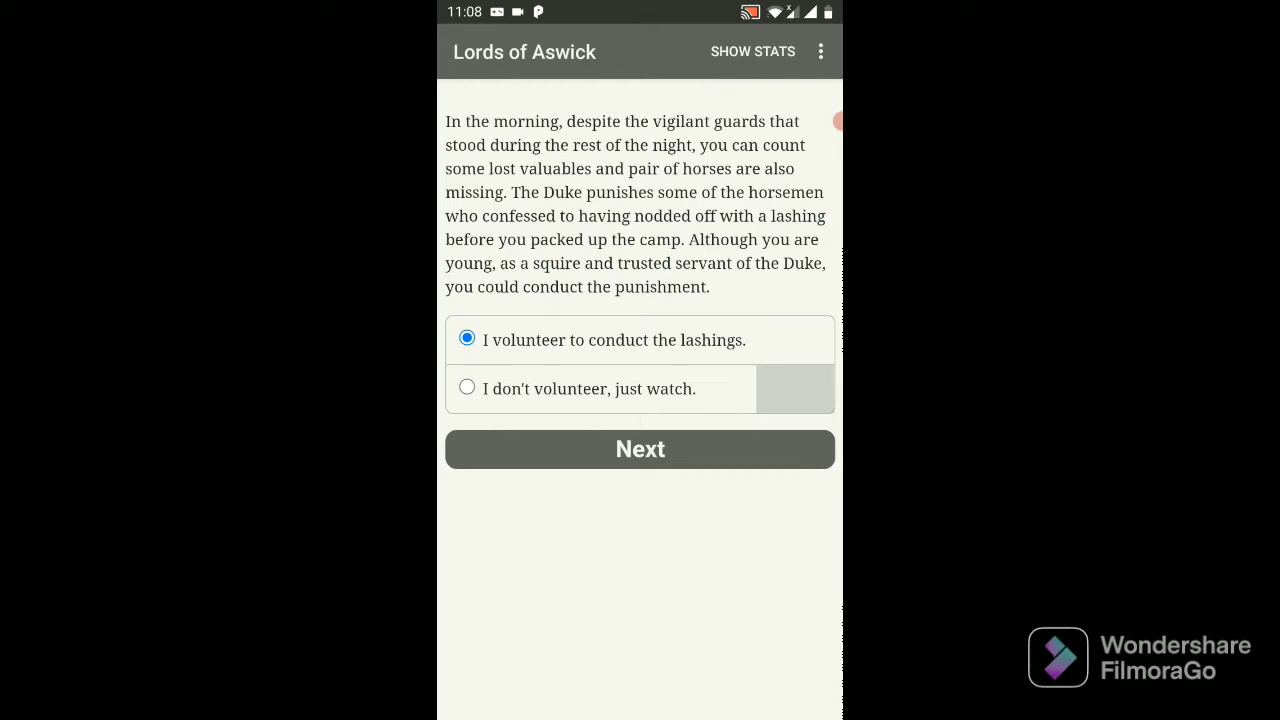 11:08
Lords of Aswick
SHOW STATS
In the morning, despite the vigilant guards that
stood during the rest of the night, you can count
some lost valuables and pair of horses are also
missing. The Duke punishes some of the horsemen
who confessed to having nodded off with a lashing
before you packed up the camp. Although you are
young, as a squire and trusted servant of the Duke,
you could conduct the punishment.
I volunteer to conduct the lashings.
I don't volunteer, just watch.
Next
Wondershare
FilmoraGo